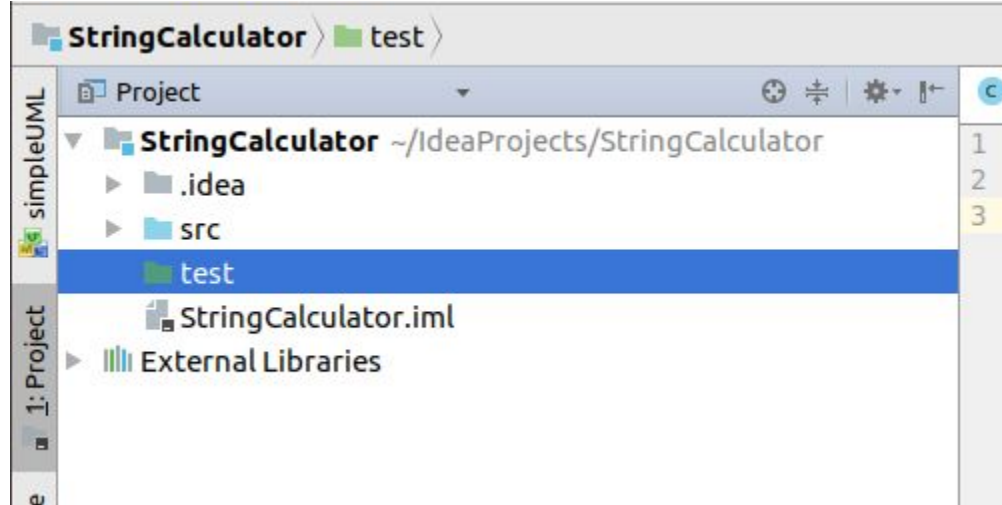 StringCalculator test
simpleUML
Project
1
StringCalculator ~/IdeaProjects/StringCalculator
2
.idea
3
src
test
1: Project
StringCalculator.iml
External Libraries
e
C